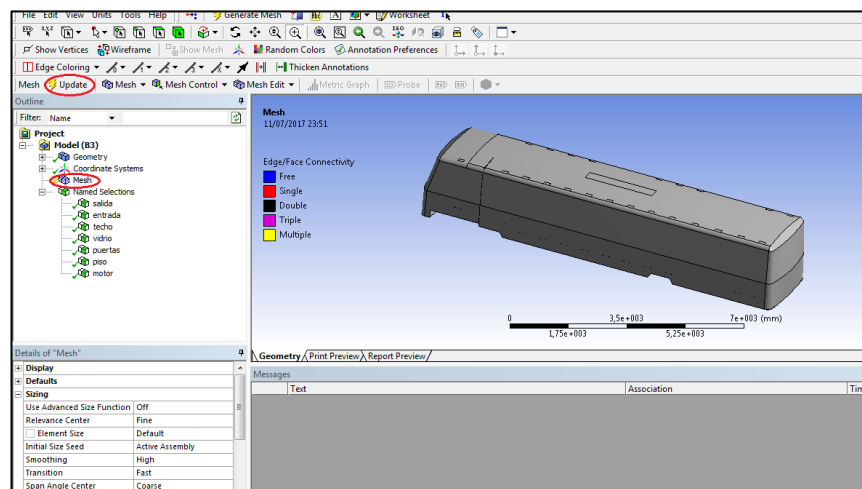 File Edit View Units Tools Help Generate Mesh A Worksheet
Show Vertices Wireframe Show Mesh Random Colors Annotation Preferences
Edge Coloring Thicken Annotations
Mesh Update Mesh Mesh Control Mesh Edit Metric Graph Probe
Outline
Filter: Name
Project
Model (B3)
Geometry
Coordinate Systems
Mesh
Named Selections
salida
entrada
techo
vidrio
puertas
piso
motor
Mesh
11/07/2017 23:51
Edge/Face Connectivity
Free
Single
Double
Triple
Multiple
0 3,5e+003 7e+003 (mm)
1,75e+003 5,25e+003
Geometry Print Preview Report Preview
Details of "Mesh"
Display
Defaults
Sizing
Use Advanced Size Function Off
Relevance Center Fine
Element Size Default
Initial Size Seed Active Assembly
Smoothing High
Transition Fast
Span Angle Center Coarse
Messages
Text Association Tim